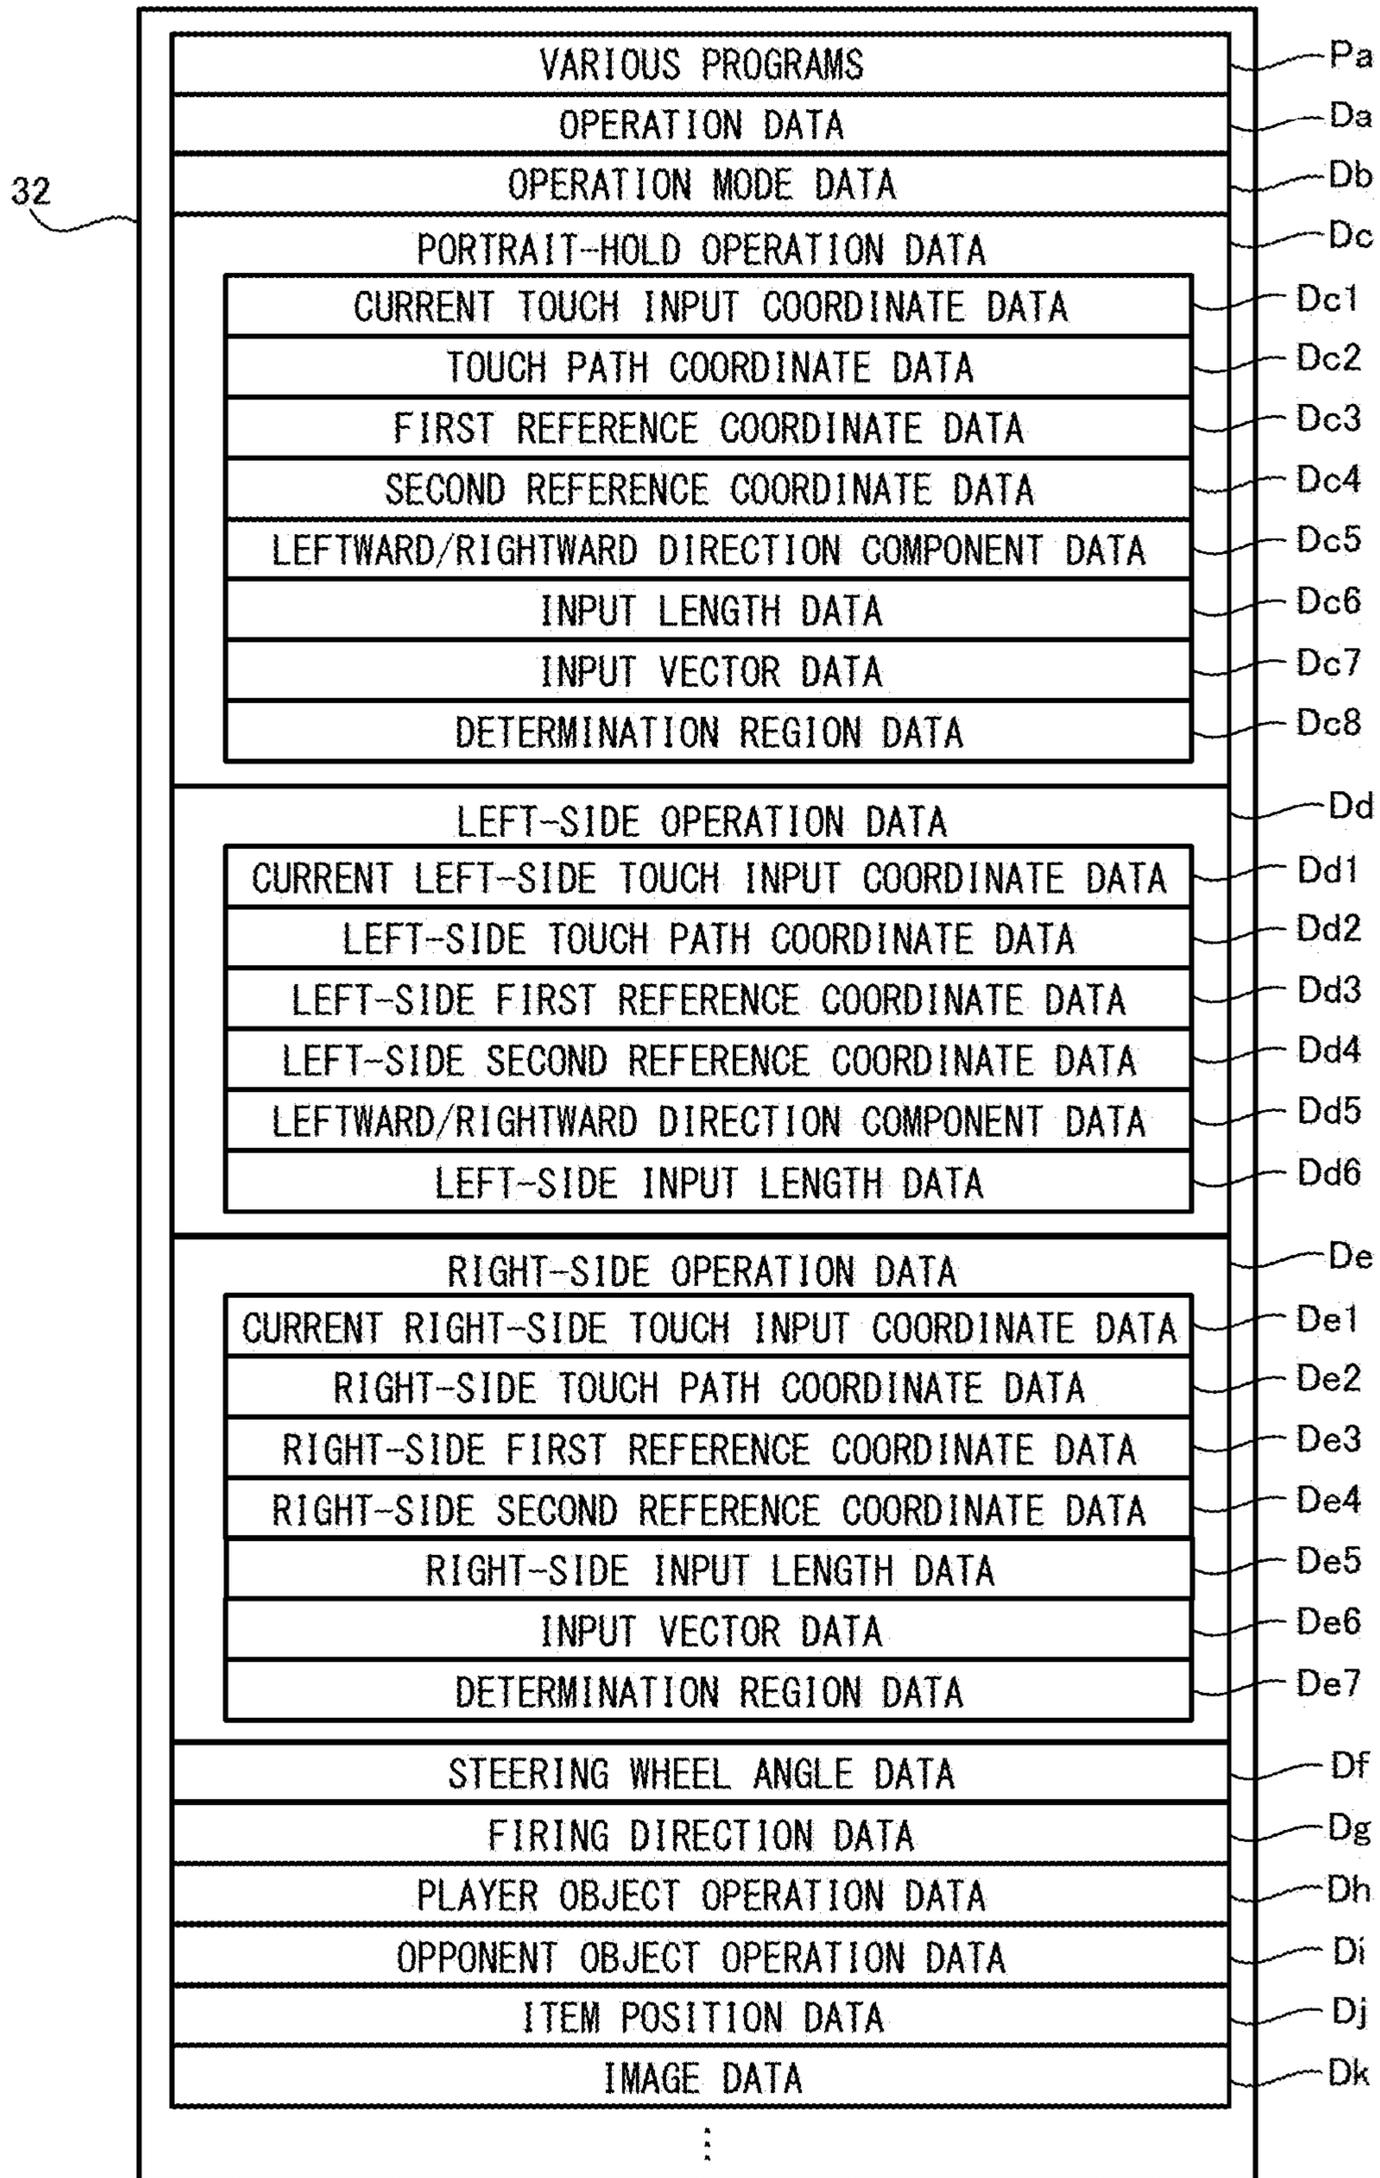 VARIOUS PROGRAMS Pa
OPERATION DATA Da
OPERATION MODE DATA Db
32
PORTRAIT-HOLD OPERATION DATA Dc
CURRENT TOUCH INPUT COORDINATE DATA Dc1
TOUCH PATH COORDINATE DATA Dc2
FIRST REFERENCE COORDINATE DATA Dc3
SECOND REFERENCE COORDINATE DATA Dc4
LEFTWARD/RIGHTWARD DIRECTION COMPONENT DATA Dc5
INPUT LENGTH DATA Dc6
INPUT VECTOR DATA Dc7
DETERMINATION REGION DATA Dc8
LEFT-SIDE OPERATION DATA Dd
CURRENT LEFT-SIDE TOUCH INPUT COORDINATE DATA Dd1
LEFT-SIDE TOUCH PATH COORDINATE DATA Dd2
LEFT-SIDE FIRST REFERENCE COORDINATE DATA Dd3
LEFT-SIDE SECOND REFERENCE COORDINATE DATA Dd4
LEFTWARD/RIGHTWARD DIRECTION COMPONENT DATA Dd5
LEFT-SIDE INPUT LENGTH DATA Dd6
RIGHT-SIDE OPERATION DATA De
CURRENT RIGHT-SIDE TOUCH INPUT COORDINATE DATA De1
RIGHT-SIDE TOUCH PATH COORDINATE DATA De2
RIGHT-SIDE FIRST REFERENCE COORDINATE DATA De3
RIGHT-SIDE SECOND REFERENCE COORDINATE DATA De4
RIGHT-SIDE INPUT LENGTH DATA De5
INPUT VECTOR DATA De6
DETERMINATION REGION DATA De7
STEERING WHEEL ANGLE DATA Df
FIRING DIRECTION DATA Dg
PLAYER OBJECT OPERATION DATA Dh
OPPONENT OBJECT OPERATION DATA Di
ITEM POSITION DATA Dj
IMAGE DATA Dk
⋮